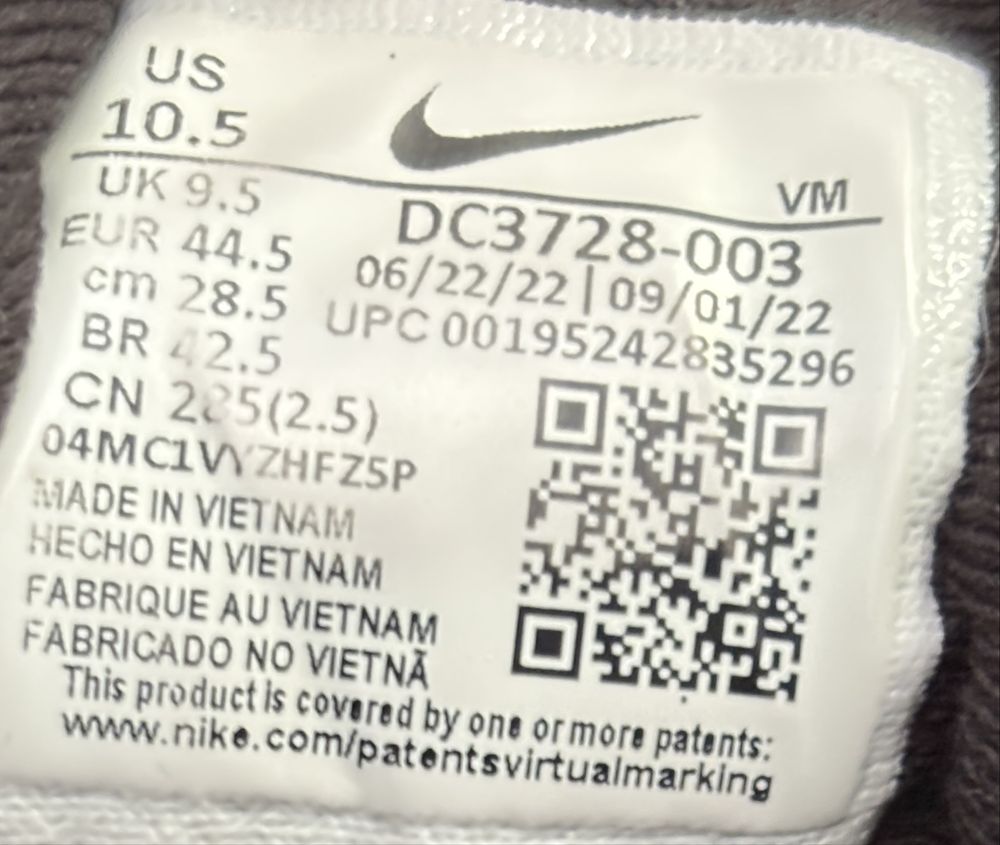 US
10.5
VM
UK 9.5
DC3728-003
EUR 44.5
06/22/22 | 09/01/22
cm 28.5
UPC 00195242835296
BR 42.5
CN 285(2.5)
04MC1VYZHFZ5P
MADE IN VIETNAM
HECHO EN VIETNAM
FABRIQUE AU VIETNAM
FABRICADO NO VIETNÃ
This product is covered by one or more patents:
www.nike.com/patentsvirtualmarking